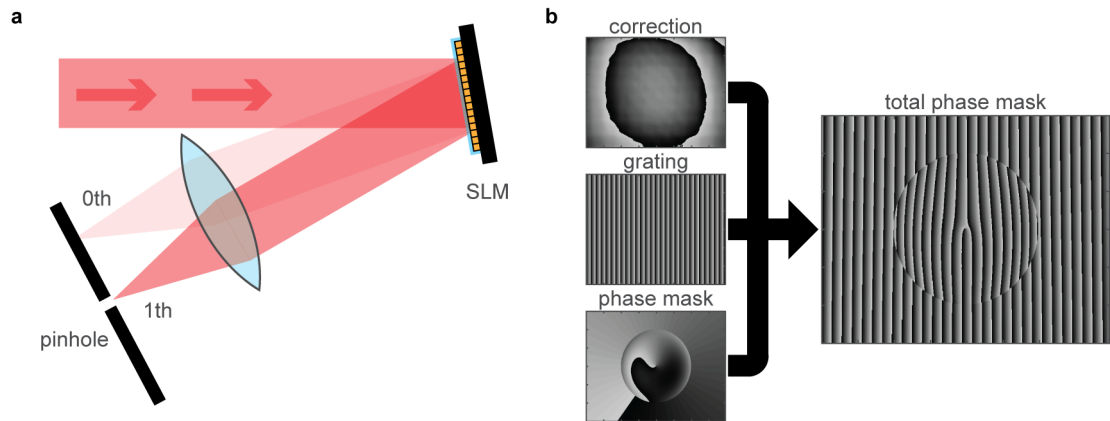 a
SLM
0th
1th
pinhole
b
correction
grating
phase mask
total phase mask